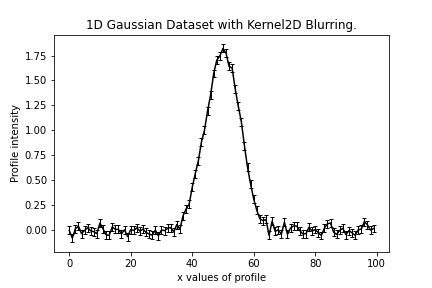 1D Gaussian Dataset with Kernel2D Blurring.
Profile intensity
1.75
1.50
1.25
1.00
0.75
0.50
0.25
0.00
0 20 40 60 80 100
x values of profile